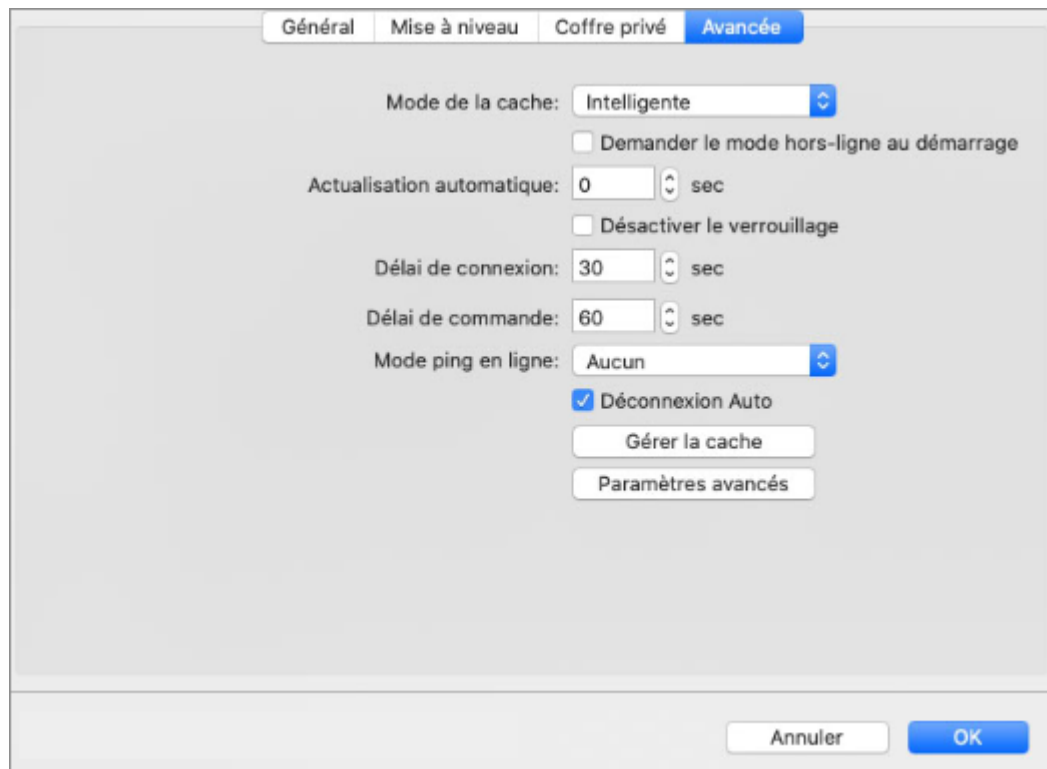 Général Mise à niveau Coffre privé Avancée
Mode de la cache: Intelligente
Demander le mode hors-ligne au démarrage
Actualisation automatique: 0 sec
Désactiver le verrouillage
Délai de connexion: 30 sec
Délai de commande: 60 sec
Mode ping en ligne: Aucun
Déconnexion Auto
Gérer la cache
Paramètres avancés
Annuler OK